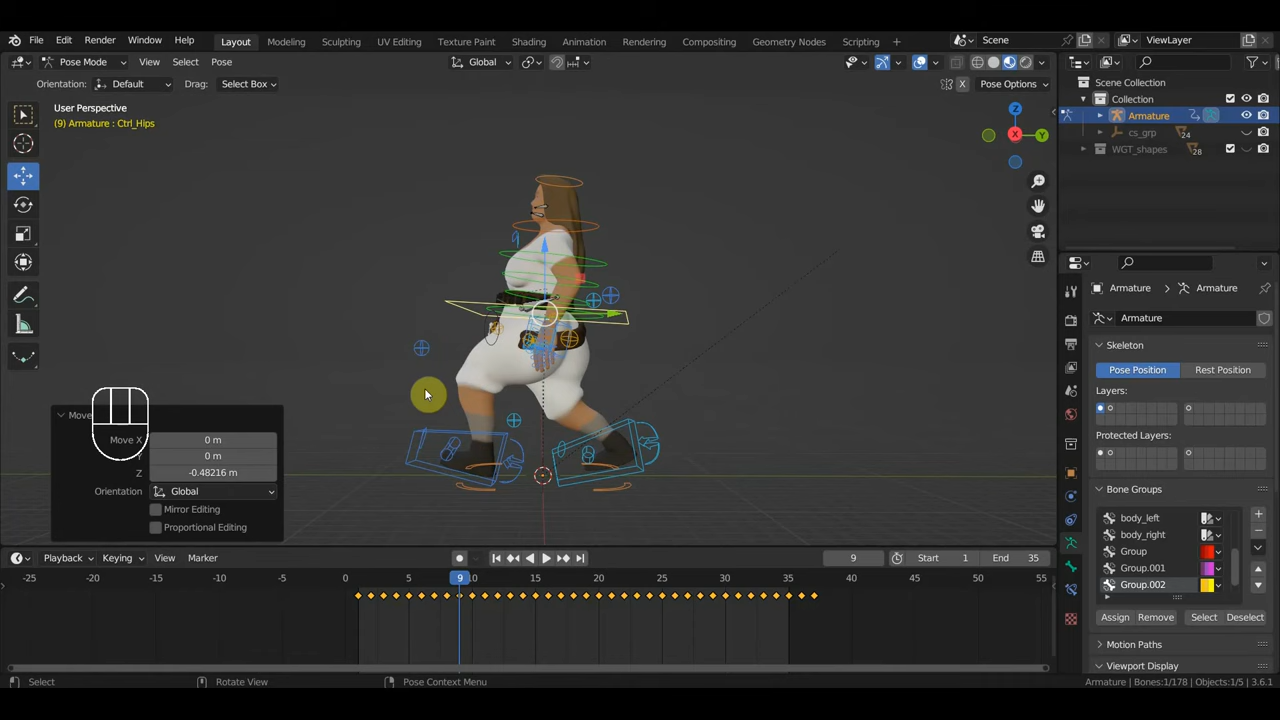 File Edit Render Window Help Layout Modeling Sculpting UV Editing Texture Paint Shading Animation Rendering Compositing Geometry Nodes Scripting + Scene ViewLayer
Pose Mode View Select Pose Global
Orientation: Default Drag: Select Box X Pose Options
Scene Collection
Collection
Armature
cs_grp 24
WGT_shapes 28
User Perspective
(9) Armature : Ctrl_Hips
Z
Y
X
Armature Armature
Armature
Skeleton
Pose Position Rest Position
Layers:
Protected Layers:
Bone Groups
body_left
body_right
Group
Group.001
Group.002
Assign Remove Select Deselect
Motion Paths
Viewport Display
Move
Move X 0 m
0 m
Z -0.48216 m
Orientation Global
Mirror Editing
Proportional Editing
Playback Keying View Marker 9 Start 1 End 35
-25 -20 -15 -10 -5 0 5 9 10 15 20 25 30 35 40 45 50 55
Select Rotate View Pose Context Menu Armature | Bones:1/178 | Objects:1/5 | 3.6.1